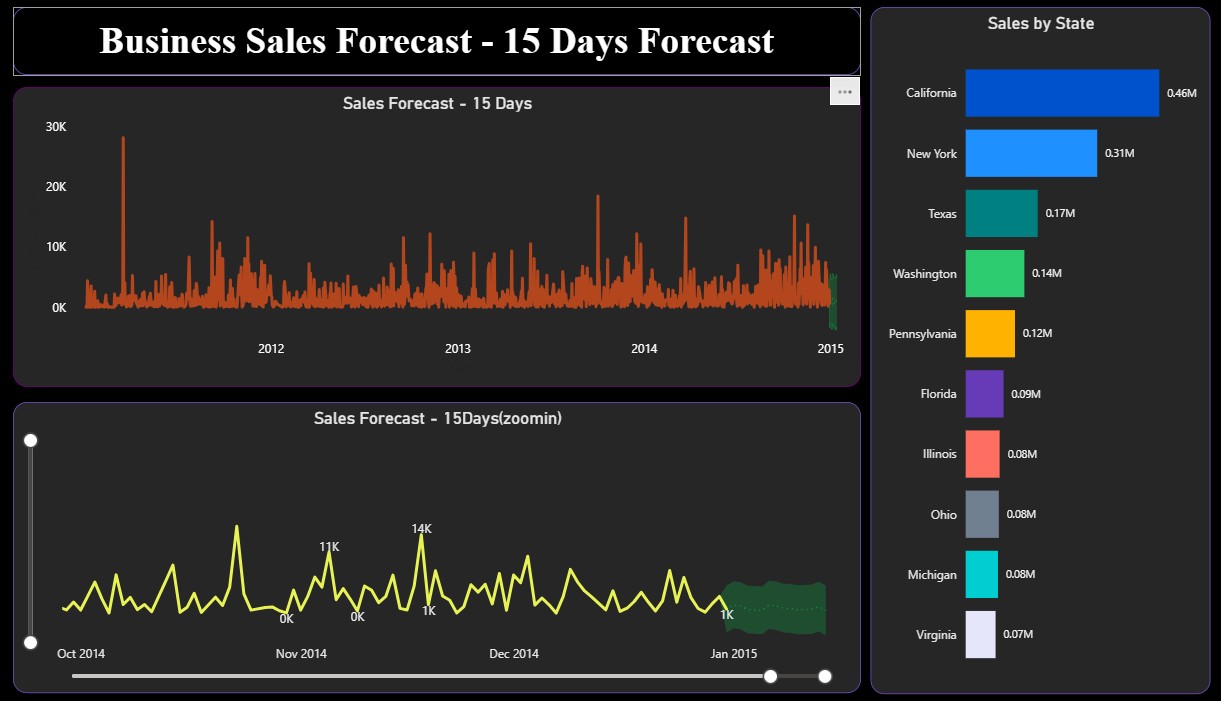 Business Sales Forecast - 15 Days Forecast
Sales Forecast - 15 Days
30K
20K
10K
0K
2012 2013 2014 2015
Sales Forecast - 15Days(zoomin)
14K
11K
1K
0K 0K 1K
Oct 2014 Nov 2014 Dec 2014 Jan 2015
Sales by State
California 0.46M
New York 0.31M
Texas 0.17M
Washington 0.14M
Pennsylvania 0.12M
Florida 0.09M
Illinois 0.08M
Ohio 0.08M
Michigan 0.08M
Virginia 0.07M